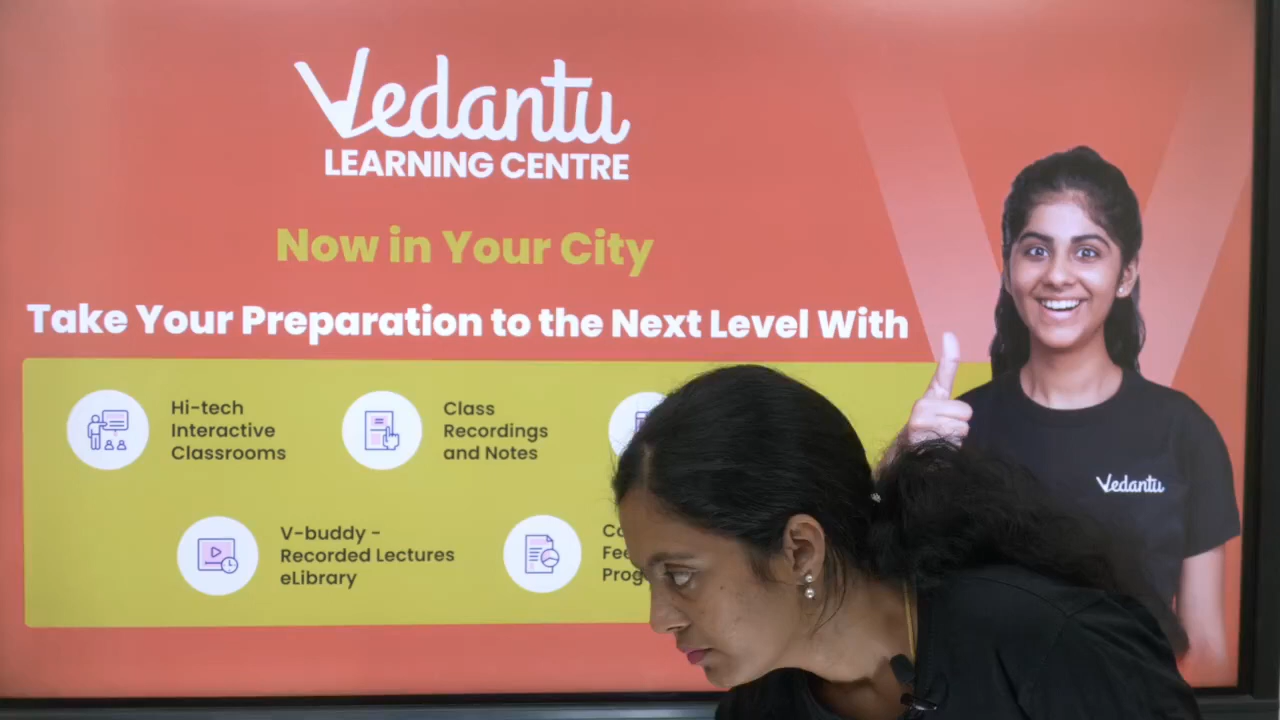 Vedantu
LEARNING CENTRE
Now in Your City
Take Your Preparation to the Next Level With
Hi-tech
Interactive
Classrooms
Class
Recordings
and Notes
V-buddy -
Recorded Lectures
eLibrary
Vedantu